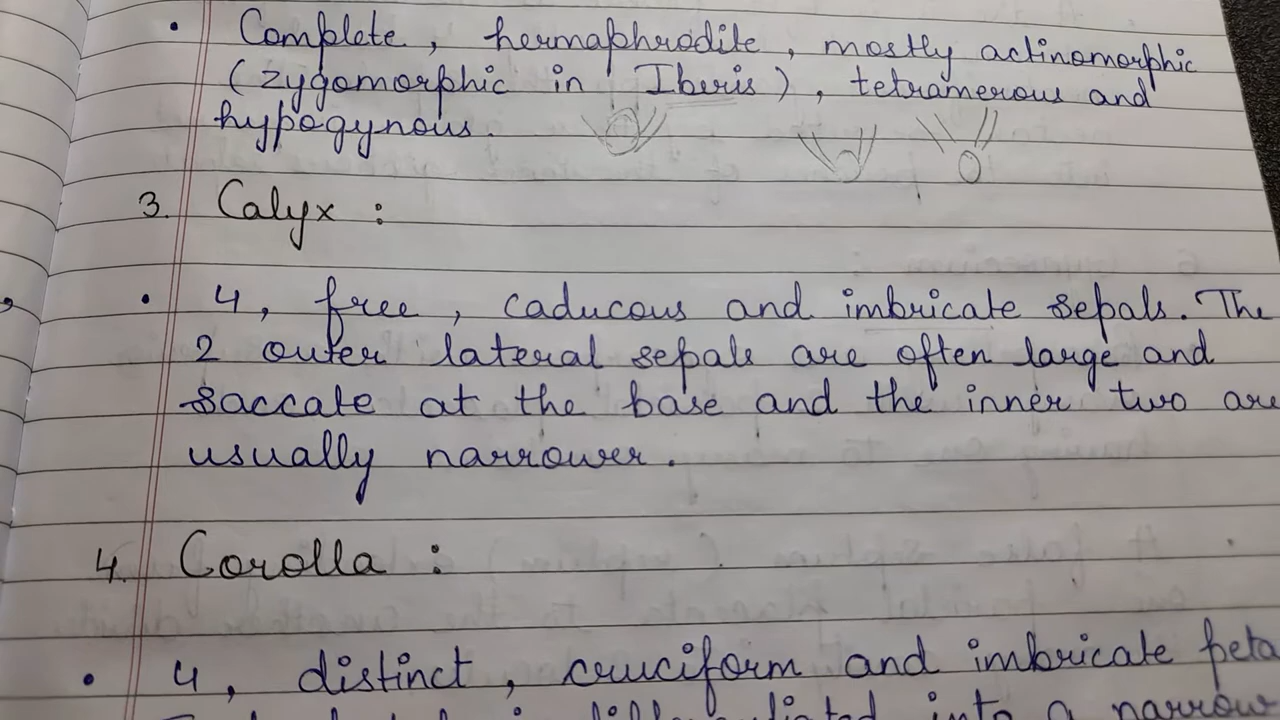 • Complete, hermaphrodite, mostly actinomorphic
(zygomorphic in Iberis), tetramerous and
hypogynous.
3. Calyx :
• 4, free, caducous and imbricate sepals. The
2 outer lateral sepals are often large and
saccate at the base and the inner two are
usually narrower.
4. Corolla :
• 4, distinct, cruciform and imbricate peta
into a narrow